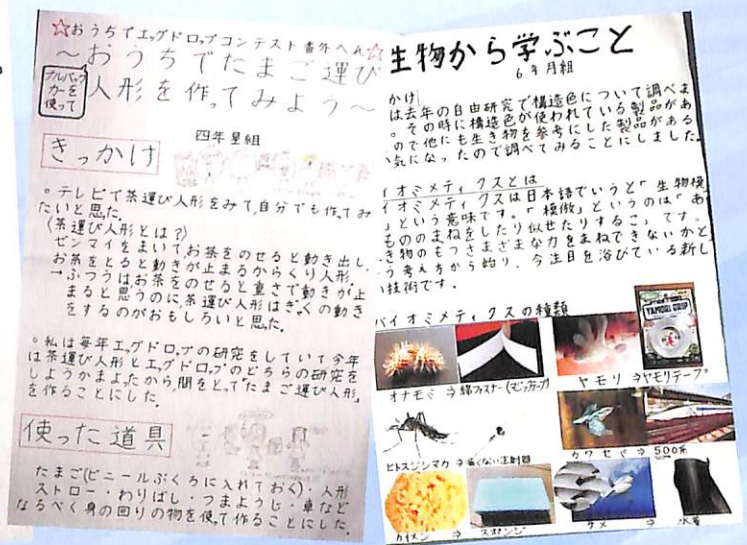 ☆おうちでエッグドロップコンテスト番外へん☆
～おうちでたまご運び
プルバックカーを使って
人形を作ってみよう～
四年星組
きっかけ
。テレビで茶運び人形をみて、自分でも作ってみ
たいと思った。
〈茶運び人形とは?〉
ゼンマイをまいて、お茶をのせると動き出し、
お茶をとると動きが止まるからくり人形。
→ふつうはお茶をのせると重さで動きが止
まると思うのに、茶運び人形はぎゃくの動き
をするのがおもしろいと思た。
。私は毎年エッグドロップの研究をしていて今年
は茶運び人形とエッグドロップのどちらの研究を
しようかまよったから、間をとって「たまご運び人形」
を作ることにした。
使った道具
たまご(ビニールぶくろに入れておく)・人形
ストロー・わりばし・つまようじ・車など
なるべく身の回りの物を使って作ることにした。
生物から学ぶこと
6年月組
かけ
は去年の自由研究で構造色について調べま
。その時に構造色が使われている製品があ
ので他にも生き物を参考にした製品がある
気になったので調べてみることにしました
イオミメティクスとは
イオミメティクスは日本語でいうと「生物模
」という意味です。「模倣」というのは「あ
もののまねをしたり似せたりすること」です。
き物のもつさまざまな力をまねできないかと
う考え方から始り、今注目を浴びている新し
い技術です。
バイオミメティクスの種類
YAMORI GRIP
オナモミ ⇒ 綿ファスナー(マジックテープ)
ヤモリ ⇒ ヤモリテープ
ヒトスジシマカ ⇒ 痛くない注射器
カワセミ ⇒ 500系
カイメン ⇒ スポンジ
サメ ⇒ 水着